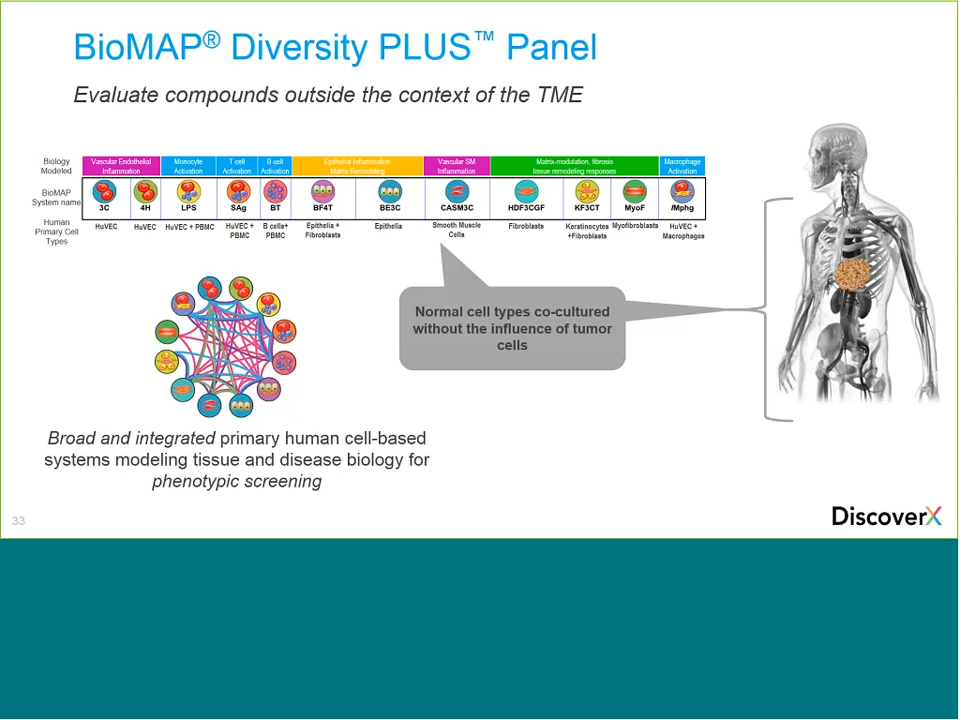 BioMAP® Diversity PLUS™ Panel
Evaluate compounds outside the context of the TME
Biology Modeled
Vascular Endothelial Inflammation
Monocyte Activation
T cell Activation
B cell Activation
Epithelial Inflammation Matrix Remodeling
Vascular SM Inflammation
Matrix-modulation, fibrosis tissue remodeling responses
Macrophage Activation
BioMAP System name
3C
4H
LPS
SAg
BT
BF4T
BE3C
CASM3C
HDF3CGF
KF3CT
MyoF
/Mphg
Human Primary Cell Types
HuVEC
HuVEC
HuVEC + PBMC
HuVEC + PBMC
B cells+ PBMC
Epithelia + Fibroblasts
Epithelia
Smooth Muscle Cells
Fibroblasts
Keratinocytes +Fibroblasts
Myofibroblasts
HuVEC + Macrophages
Normal cell types co-cultured
without the influence of tumor
cells
Broad and integrated primary human cell-based
systems modeling tissue and disease biology for
phenotypic screening
33
DiscoverX